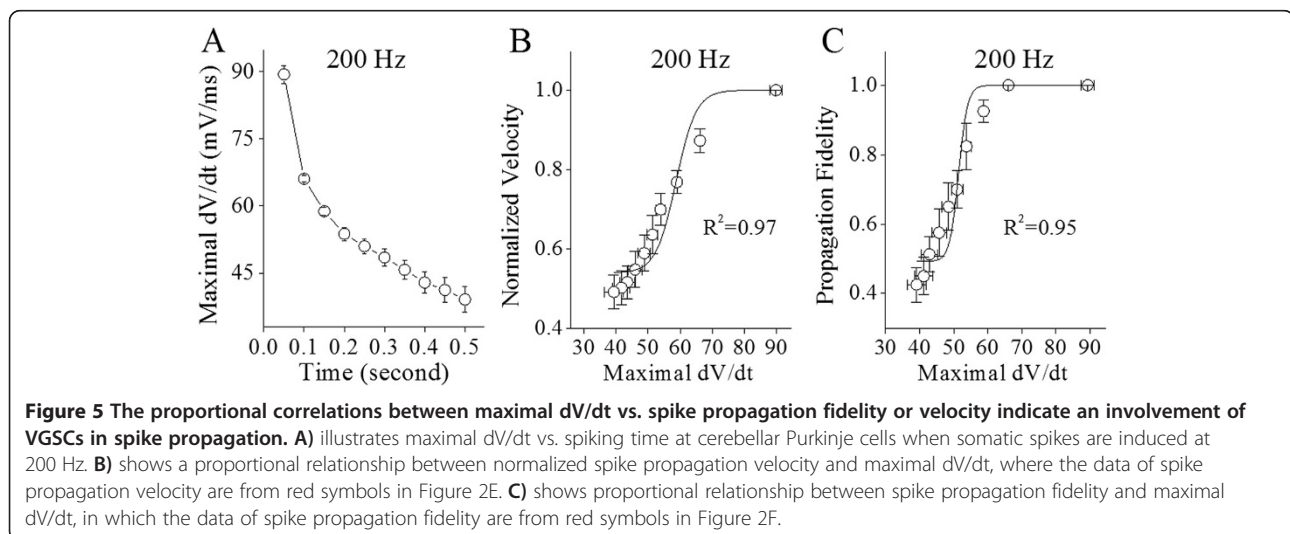 A
200 Hz
Maximal dV/dt (mV/ms)
90
75
60
45
0.0 0.1 0.2 0.3 0.4 0.5
Time (second)
B
200 Hz
Normalized Velocity
1.0
0.8
0.6
0.4
R²=0.97
30 40 50 60 70 80 90
Maximal dV/dt
C
200 Hz
Propagation Fidelity
1.0
0.8
0.6
0.4
R²=0.95
30 40 50 60 70 80 90
Maximal dV/dt
Figure 5 The proportional correlations between maximal dV/dt vs. spike propagation fidelity or velocity indicate an involvement of
VGSCs in spike propagation. A) illustrates maximal dV/dt vs. spiking time at cerebellar Purkinje cells when somatic spikes are induced at
200 Hz. B) shows a proportional relationship between normalized spike propagation velocity and maximal dV/dt, where the data of spike
propagation velocity are from red symbols in Figure 2E. C) shows proportional relationship between spike propagation fidelity and maximal
dV/dt, in which the data of spike propagation fidelity are from red symbols in Figure 2F.